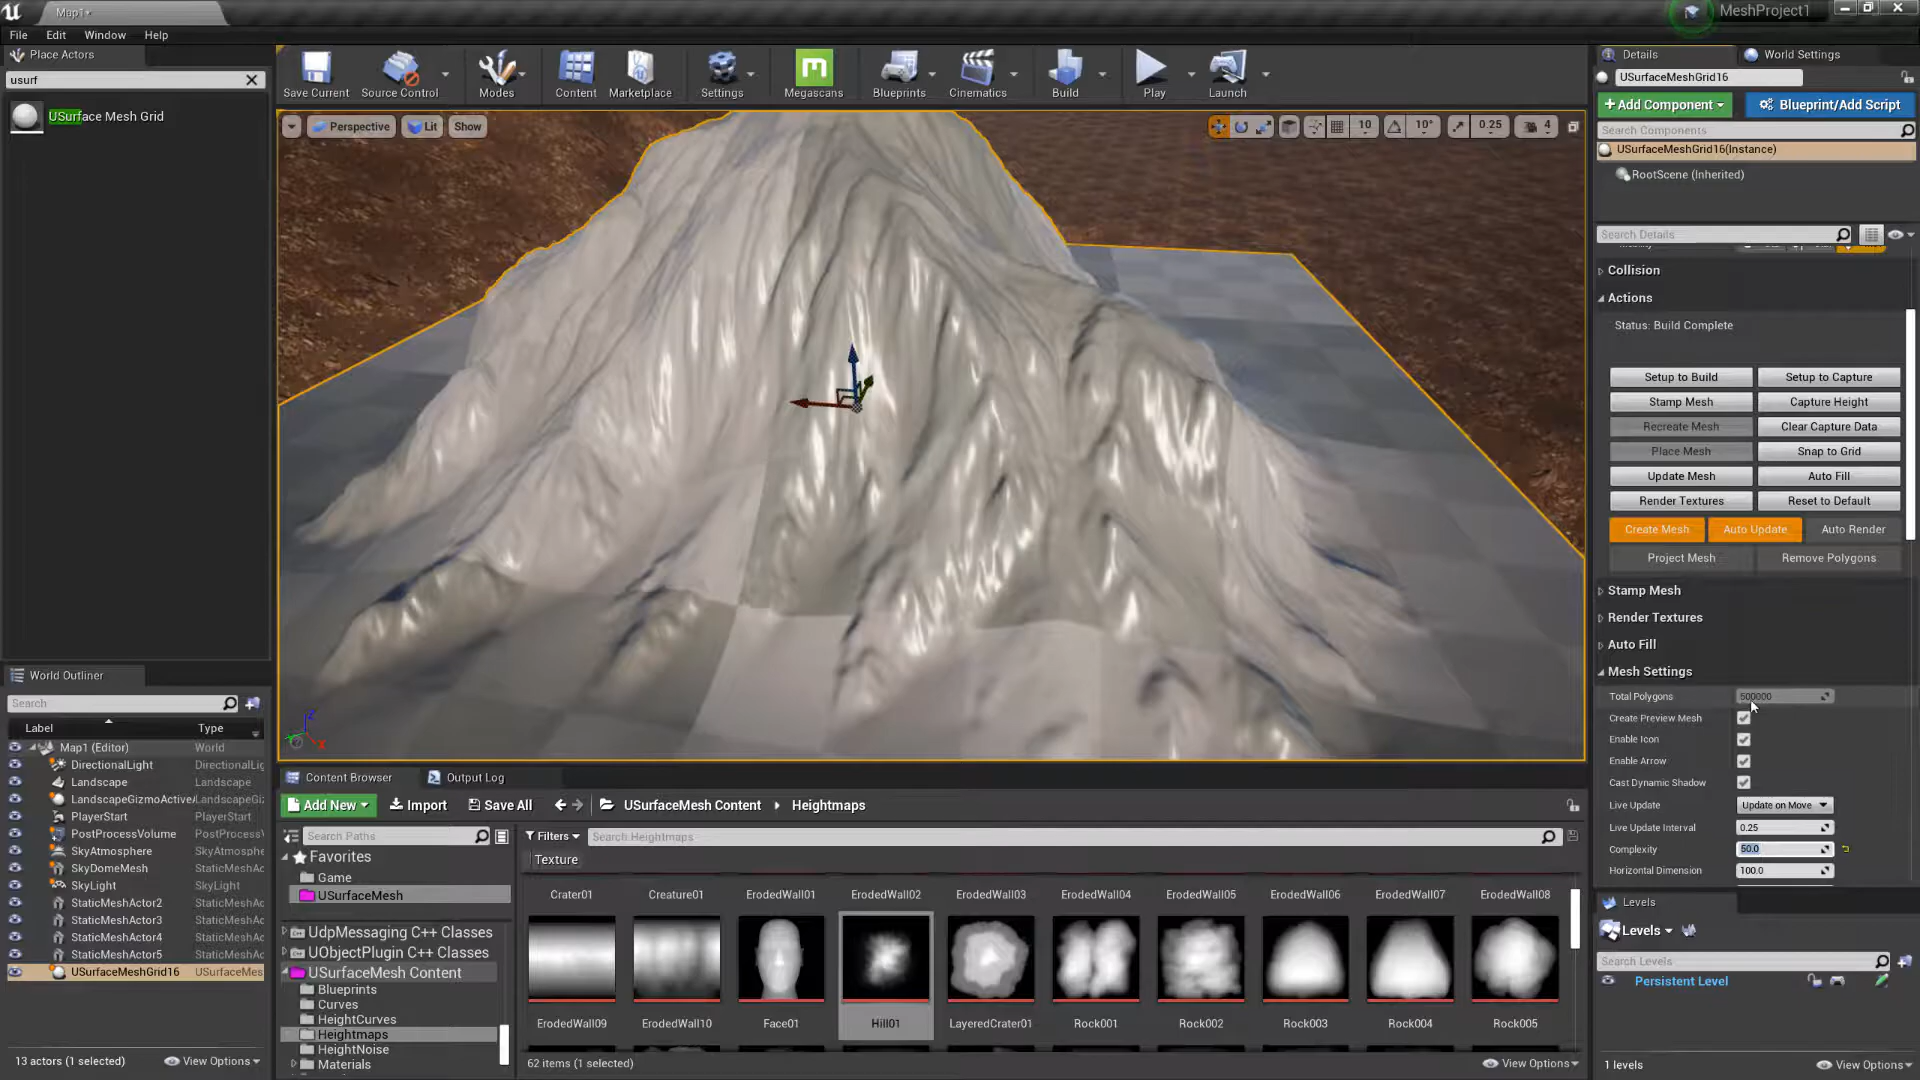 Map1*
MeshProject1
File Edit Window Help
Place Actors
usurf
USurface Mesh Grid
Save Current
Source Control
Modes
Content
Marketplace
Settings
Megascans
Blueprints
Cinematics
Build
Play
Launch
Perspective
Lit
Show
10
10°
0.25
4
Details
World Settings
USurfaceMeshGrid16
+Add Component
Blueprint/Add Script
Search Components
USurfaceMeshGrid16(Instance)
RootScene (Inherited)
Search Details
Collision
Actions
Status: Build Complete
Setup to Build
Setup to Capture
Stamp Mesh
Capture Height
Recreate Mesh
Clear Capture Data
Place Mesh
Snap to Grid
Update Mesh
Auto Fill
Render Textures
Reset to Default
Create Mesh
Auto Update
Auto Render
Project Mesh
Remove Polygons
Stamp Mesh
Render Textures
Auto Fill
Mesh Settings
Total Polygons 500000
Create Preview Mesh
Enable Icon
Enable Arrow
Cast Dynamic Shadow
Live Update Update on Move
Live Update Interval 0.25
Complexity 50.0
Horizontal Dimension 100.0
Levels
Levels
Search Levels
Persistent Level
1 levels
View Options
World Outliner
Search
Label Type
Map1 (Editor) World
DirectionalLight DirectionalLig
Landscape Landscape
LandscapeGizmoActive LandscapeGiz
PlayerStart PlayerStart
PostProcessVolume PostProcessV
SkyAtmosphere SkyAtmospher
SkyDomeMesh StaticMeshAc
SkyLight SkyLight
StaticMeshActor2 StaticMeshAc
StaticMeshActor3 StaticMeshAc
StaticMeshActor4 StaticMeshAc
StaticMeshActor5 StaticMeshAc
USurfaceMeshGrid16 USurfaceMes
13 actors (1 selected)
View Options
Content Browser
Output Log
Add New
Import
Save All
USurfaceMesh Content
Heightmaps
Search Paths
Favorites
Game
USurfaceMesh
UdpMessaging C++ Classes
UObjectPlugin C++ Classes
USurfaceMesh Content
Blueprints
Curves
HeightCurves
Heightmaps
HeightNoise
Materials
Filters
Search Heightmaps
Texture
Crater01 Creature01 ErodedWall01 ErodedWall02 ErodedWall03 ErodedWall04 ErodedWall05 ErodedWall06 ErodedWall07 ErodedWall08
ErodedWall09 ErodedWall10 Face01 Hill01 LayeredCrater01 Rock001 Rock002 Rock003 Rock004 Rock005
62 items (1 selected)
View Options